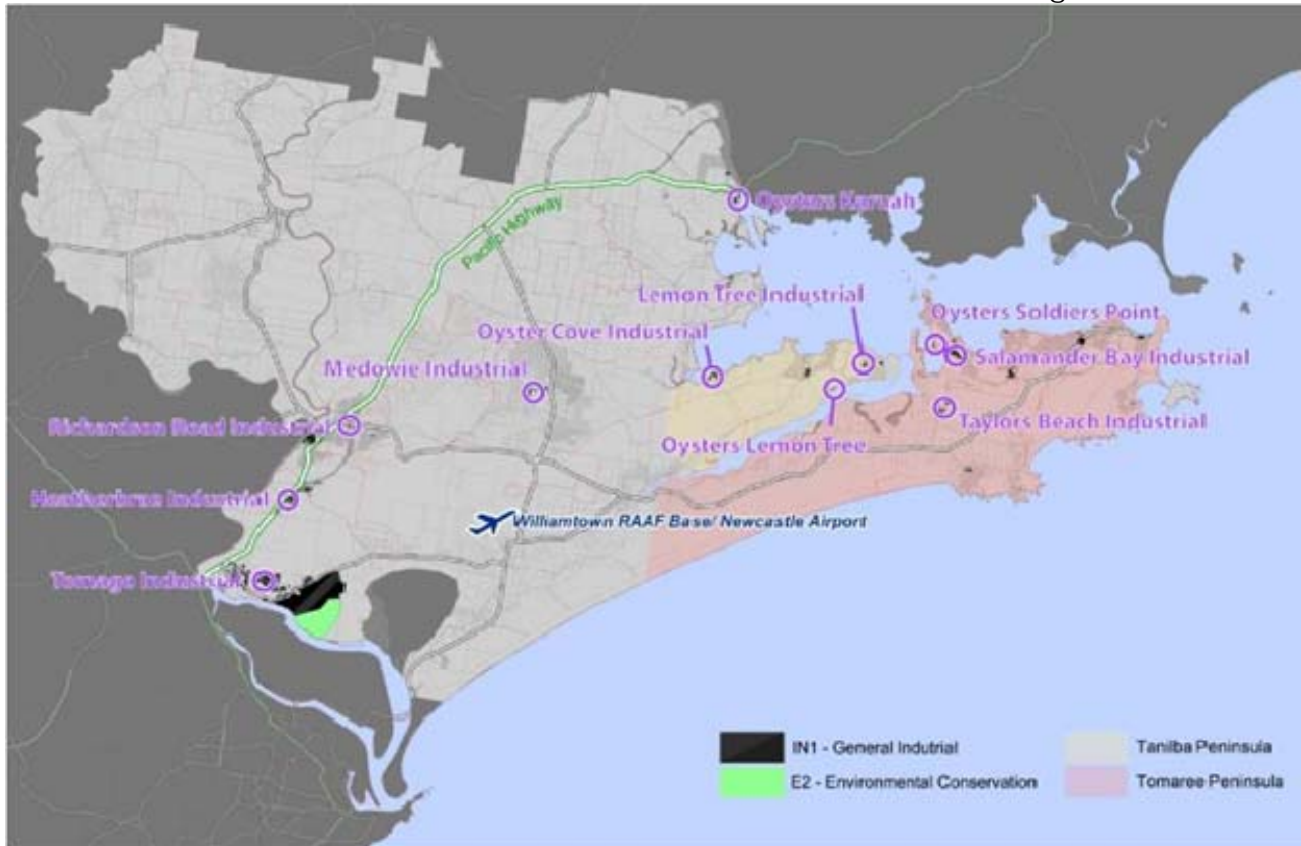 Oysters Karuah
Pacific Highway
Lemon Tree Industrial
Oysters Soldiers Point
Oyster Cove Industrial
Salamander Bay Industrial
Medowie Industrial
Taylors Beach Industrial
Richardson Road Industrial
Oysters Lemon Tree
Heatherbrae Industrial
Williamtown RAAF Base/ Newcastle Airport
Tomago Industrial
IN1 - General Indutrial
Tanilba Peninsula
E2 - Environmental Conservation
Tomaree Peninsula